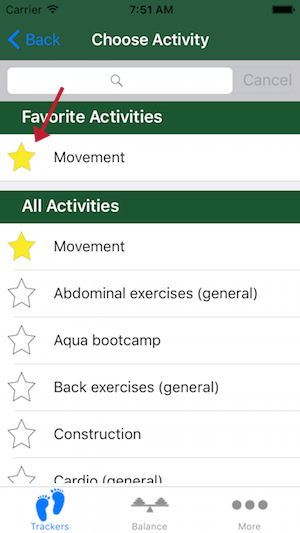 Carrier 7:51 AM
Back Choose Activity
Cancel
Favorite Activities
Movement
All Activities
Movement
Abdominal exercises (general)
Aqua bootcamp
Back exercises (general)
Construction
Cardio (general)
Trackers Balance More